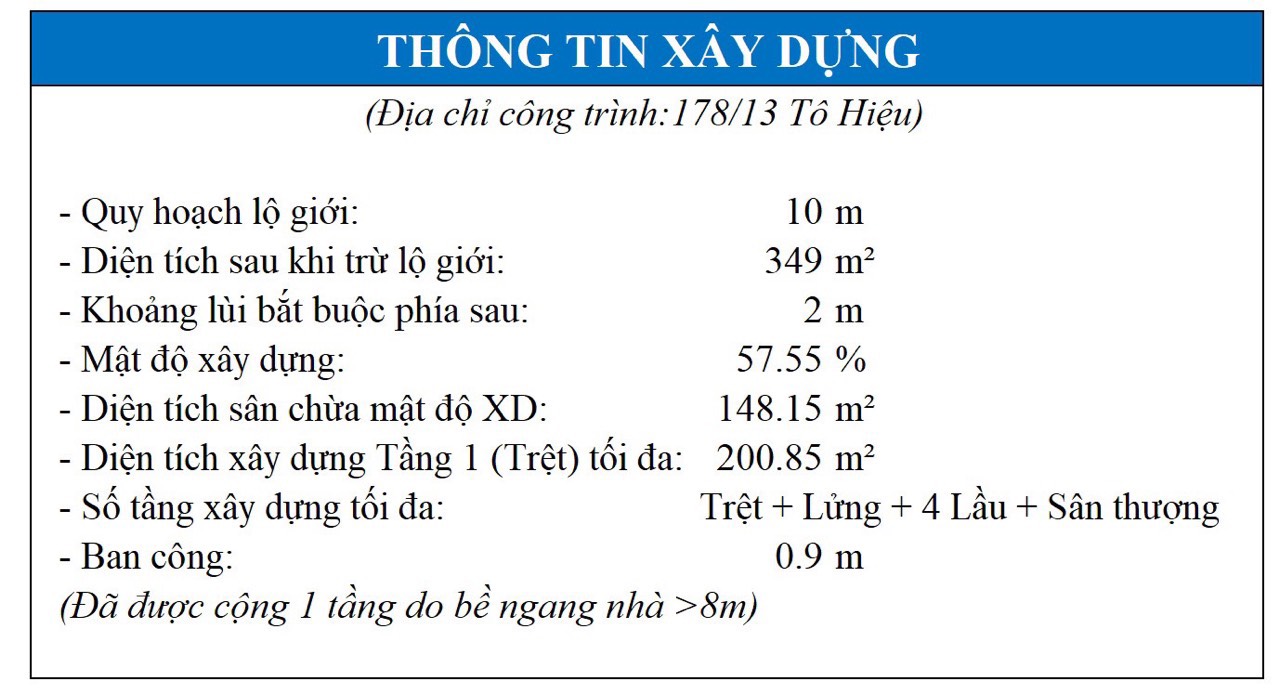 THÔNG TIN XÂY DỰNG
(Địa chỉ công trình:178/13 Tô Hiệu)
- Quy hoạch lộ giới: 10 m
- Diện tích sau khi trừ lộ giới: 349 m²
- Khoảng lùi bắt buộc phía sau: 2 m
- Mật độ xây dựng: 57.55 %
- Diện tích sân chừa mật độ XD: 148.15 m²
- Diện tích xây dựng Tầng 1 (Trệt) tối đa: 200.85 m²
- Số tầng xây dựng tối đa: Trệt + Lửng + 4 Lầu + Sân thượng
- Ban công: 0.9 m
(Đã được cộng 1 tầng do bề ngang nhà >8m)